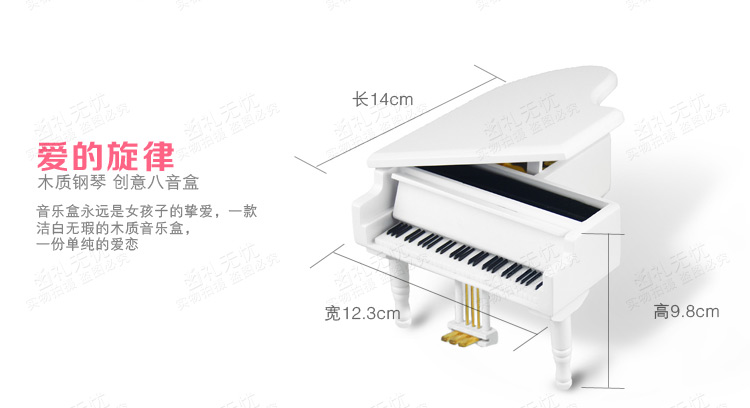 长14cm
爱的旋律
木质钢琴 创意八音盒
音乐盒永远是女孩子的挚爱，一款
洁白无瑕的木质音乐盒，
一份单纯的爱恋
宽12.3cm
高9.8cm